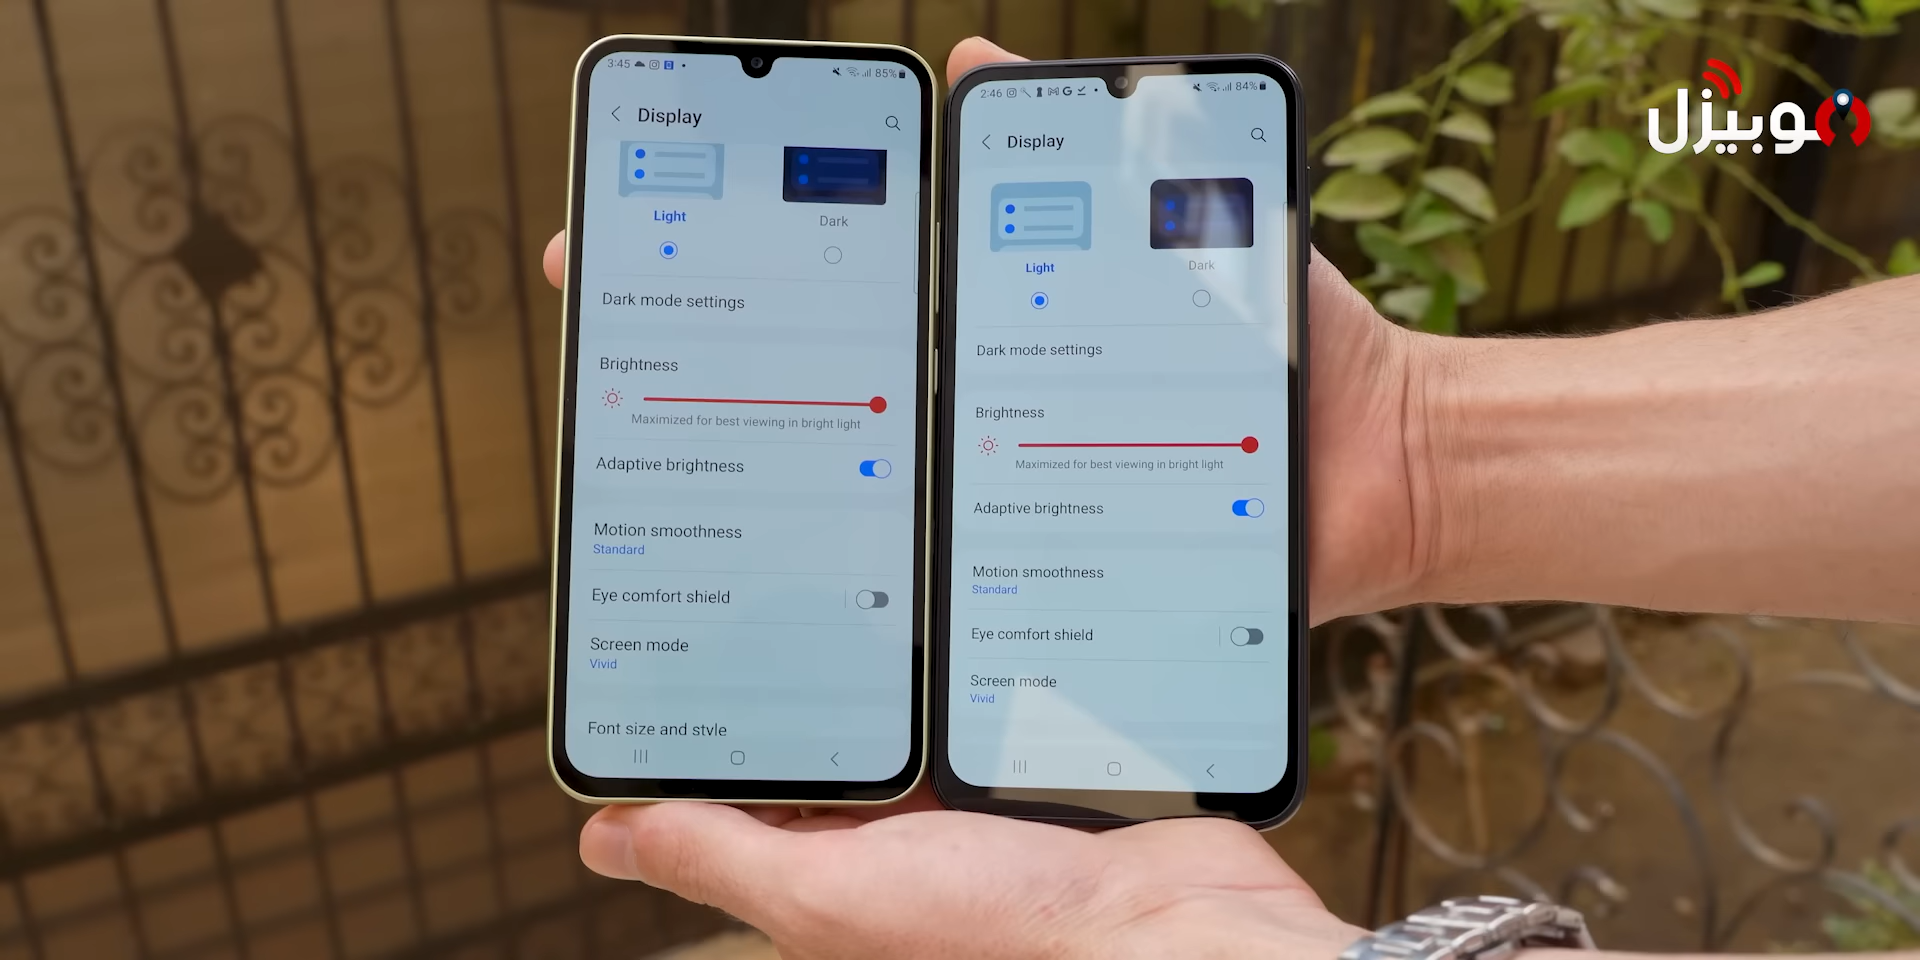 موبيزل
3:45
85%
Display
Light
Dark
Dark mode settings
Brightness
Maximized for best viewing in bright light
Adaptive brightness
Motion smoothness
Standard
Eye comfort shield
Screen mode
Vivid
Font size and style
2:46
84%
Display
Light
Dark
Dark mode settings
Brightness
Maximized for best viewing in bright light
Adaptive brightness
Motion smoothness
Standard
Eye comfort shield
Screen mode
Vivid